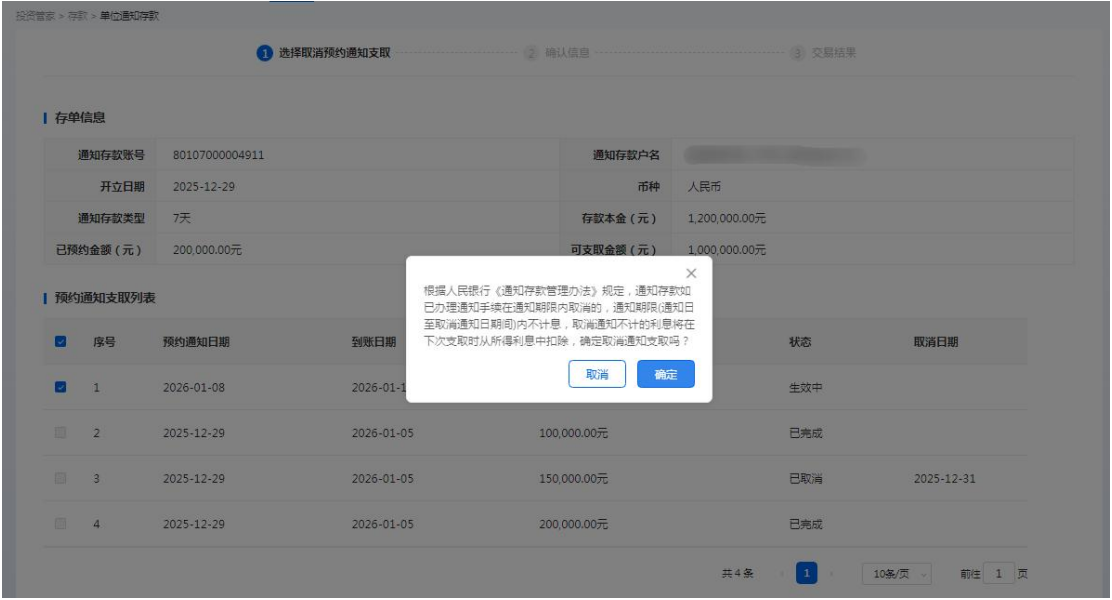 投资管家 > 存款 > 单位通知存款
1 选择取消预约通知支取 2 确认信息 3 交易结果
存单信息
通知存款账号 80107000004911 通知存款户名
开立日期 2025-12-29 币种 人民币
通知存款类型 7天 存款本金（元） 1,200,000.00元
已预约金额（元） 200,000.00元 可支取金额（元） 1,000,000.00元
预约通知支取列表
根据人民银行《通知存款管理办法》规定，通知存款如
已办理通知手续在通知期限内取消的，通知期限(通知日
至取消通知日期间)内不计息，取消通知不计的利息将在
下次支取时从所得利息中扣除，确定取消通知支取吗？
取消 确定
序号 预约通知日期 到账日期 状态 取消日期
1 2026-01-08 2026-01-1 生效中
2 2025-12-29 2026-01-05 100,000.00元 已完成
3 2025-12-29 2026-01-05 150,000.00元 已取消 2025-12-31
4 2025-12-29 2026-01-05 200,000.00元 已完成
共 4 条 1 10条/页 前往 1 页